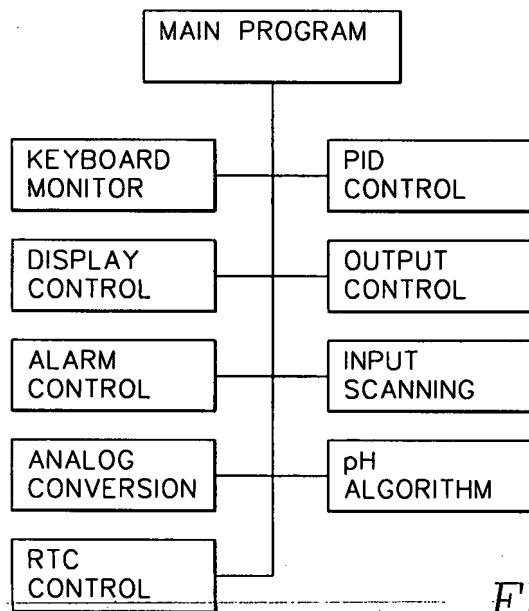 MAIN PROGRAM
KEYBOARD
MONITOR
PID
CONTROL
DISPLAY
CONTROL
OUTPUT
CONTROL
ALARM
CONTROL
INPUT
SCANNING
ANALOG
CONVERSION
pH
ALGORITHM
RTC
CONTROL